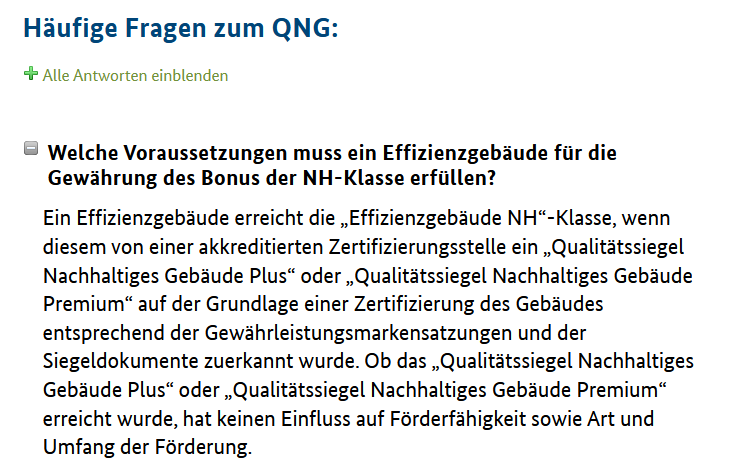 Häufige Fragen zum QNG:
Alle Antworten einblenden
Welche Voraussetzungen muss ein Effizienzgebäude für die
Gewährung des Bonus der NH-Klasse erfüllen?
Ein Effizienzgebäude erreicht die „Effizienzgebäude NH“-Klasse, wenn
diesem von einer akkreditierten Zertifizierungsstelle ein „Qualitätssiegel
Nachhaltiges Gebäude Plus“ oder „Qualitätssiegel Nachhaltiges Gebäude
Premium“ auf der Grundlage einer Zertifizierung des Gebäudes
entsprechend der Gewährleistungsmarkensatzungen und der
Siegeldokumente zuerkannt wurde. Ob das „Qualitätssiegel Nachhaltiges
Gebäude Plus“ oder „Qualitätssiegel Nachhaltiges Gebäude Premium“
erreicht wurde, hat keinen Einfluss auf Förderfähigkeit sowie Art und
Umfang der Förderung.